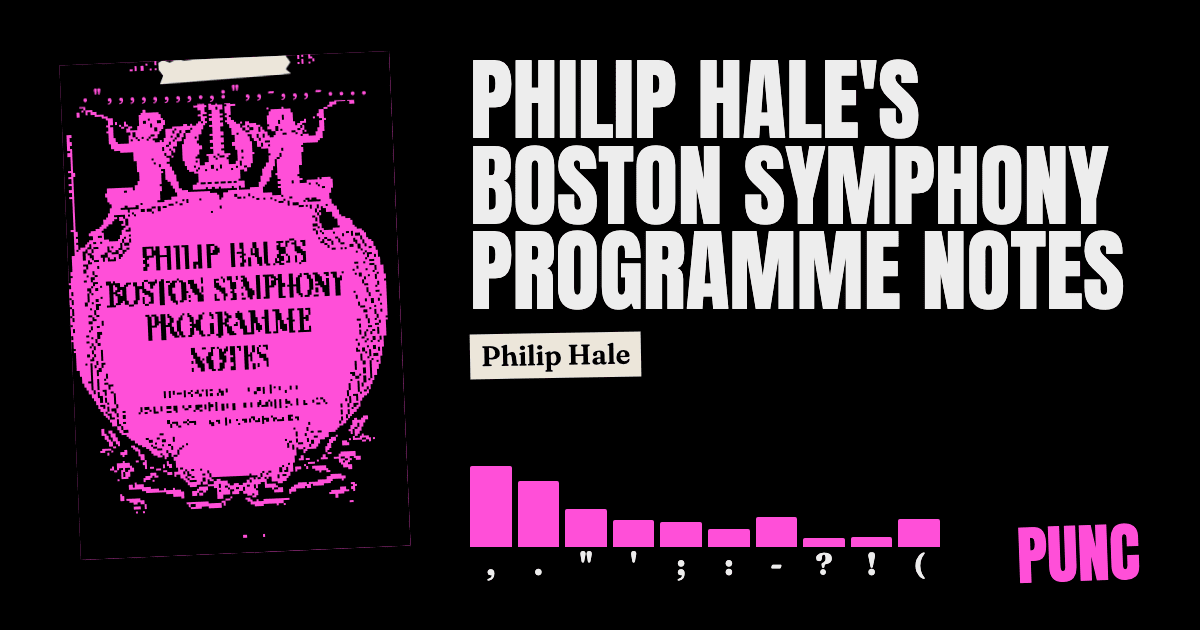 PHILIP HALE'S
BOSTON SYMPHONY
PROGRAMME NOTES
Philip Hale
.",,,,,,,,,.,:",,-,,,-....
PHILIP HALE'S
BOSTON SYMPHONY
PROGRAMME
NOTES
, . " ' ; : - ? ! (
PUNC